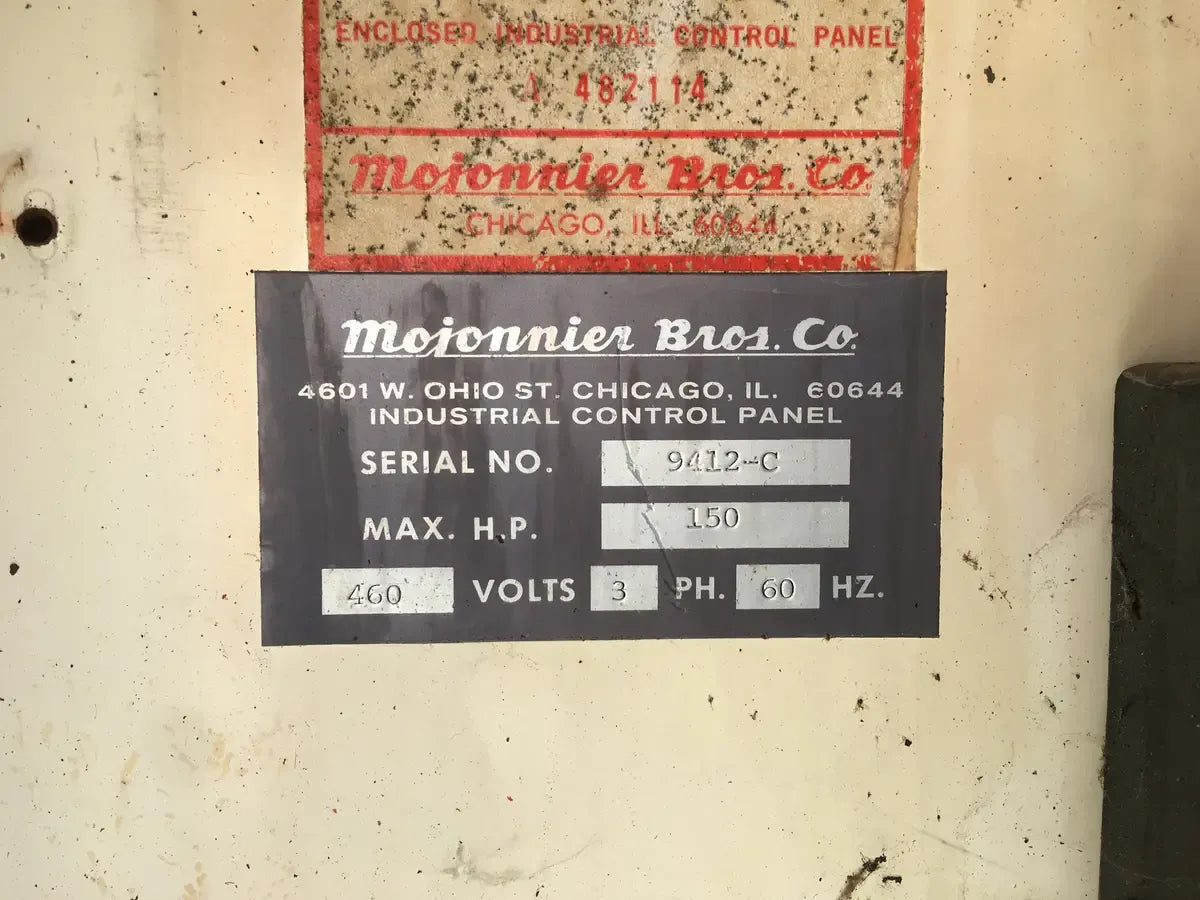 ENCLOSED INDUSTRIAL CONTROL PANEL
482114
Mojonnier Bros. Co.
CHICAGO, ILL. 60644
Mojonnier Bros. Co.
4601 W. OHIO ST. CHICAGO, IL. 60644
INDUSTRIAL CONTROL PANEL
SERIAL NO. 9412-C
MAX. H.P. 150
460 VOLTS 3 PH. 60 HZ.